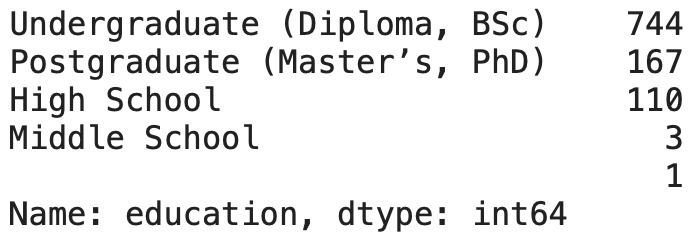 Undergraduate (Diploma, BSc) 744
Postgraduate (Master’s, PhD) 167
High School 110
Middle School 3
1
Name: education, dtype: int64